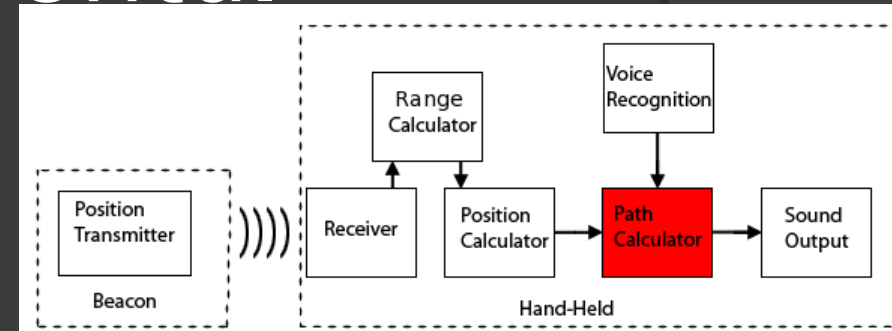 Voice
Recognition
Range
Calculator
Position
Transmitter
Receiver
Position
Calculator
Path
Calculator
Sound
Output
Beacon
Hand-Held